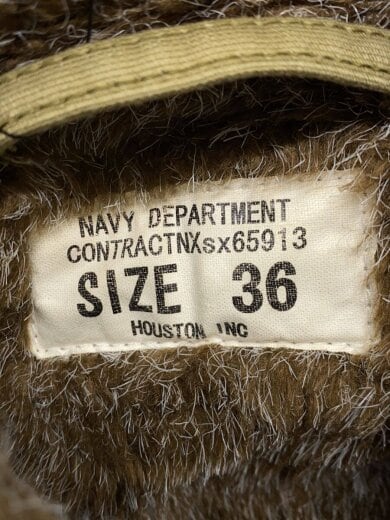 NAVY DEPARTMENT
CONTRACTNXsx65913
SIZE 36
HOUSTON INC